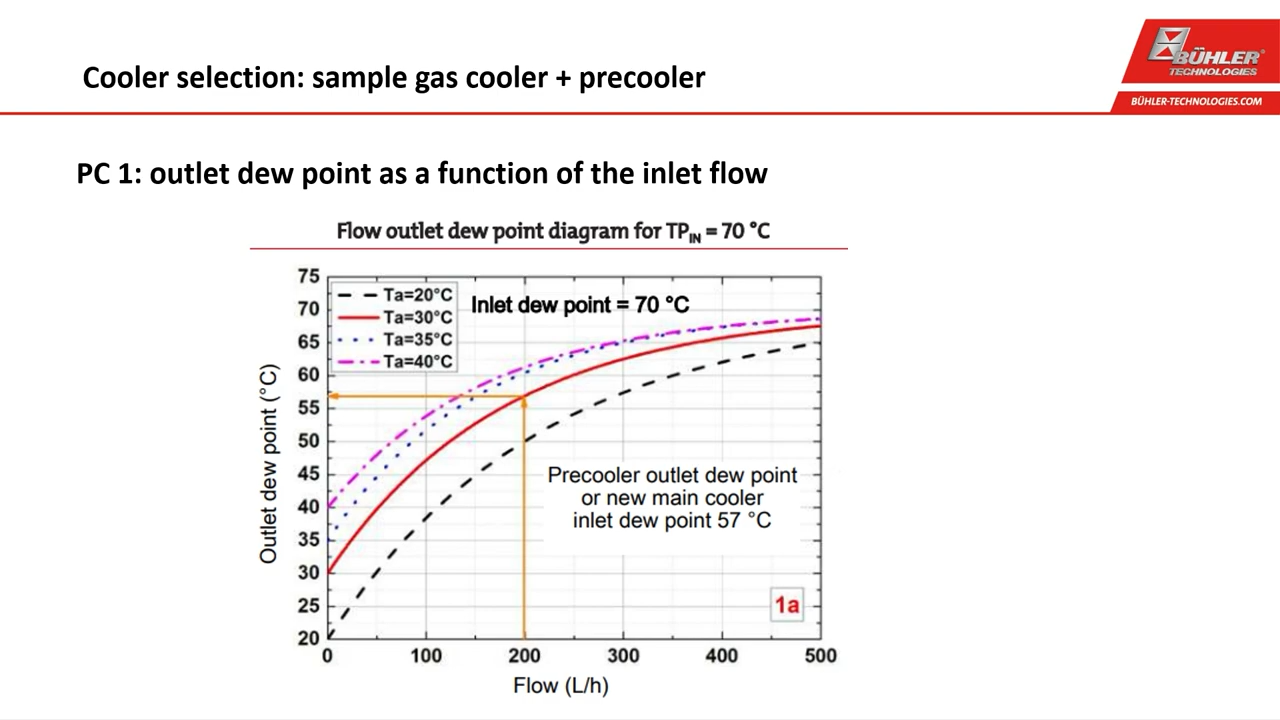 BÜHLER®
TECHNOLOGIES
BÜHLER-TECHNOLOGIES.COM
Cooler selection: sample gas cooler + precooler
PC 1: outlet dew point as a function of the inlet flow
Flow outlet dew point diagram for TP_IN = 70 °C
Ta=20°C
Ta=30°C
Ta=35°C
Ta=40°C
Inlet dew point = 70 °C
75
70
65
60
55
50
45
40
35
30
25
20
Outlet dew point (°C)
Precooler outlet dew point
or new main cooler
inlet dew point 57 °C
1a
0 100 200 300 400 500
Flow (L/h)